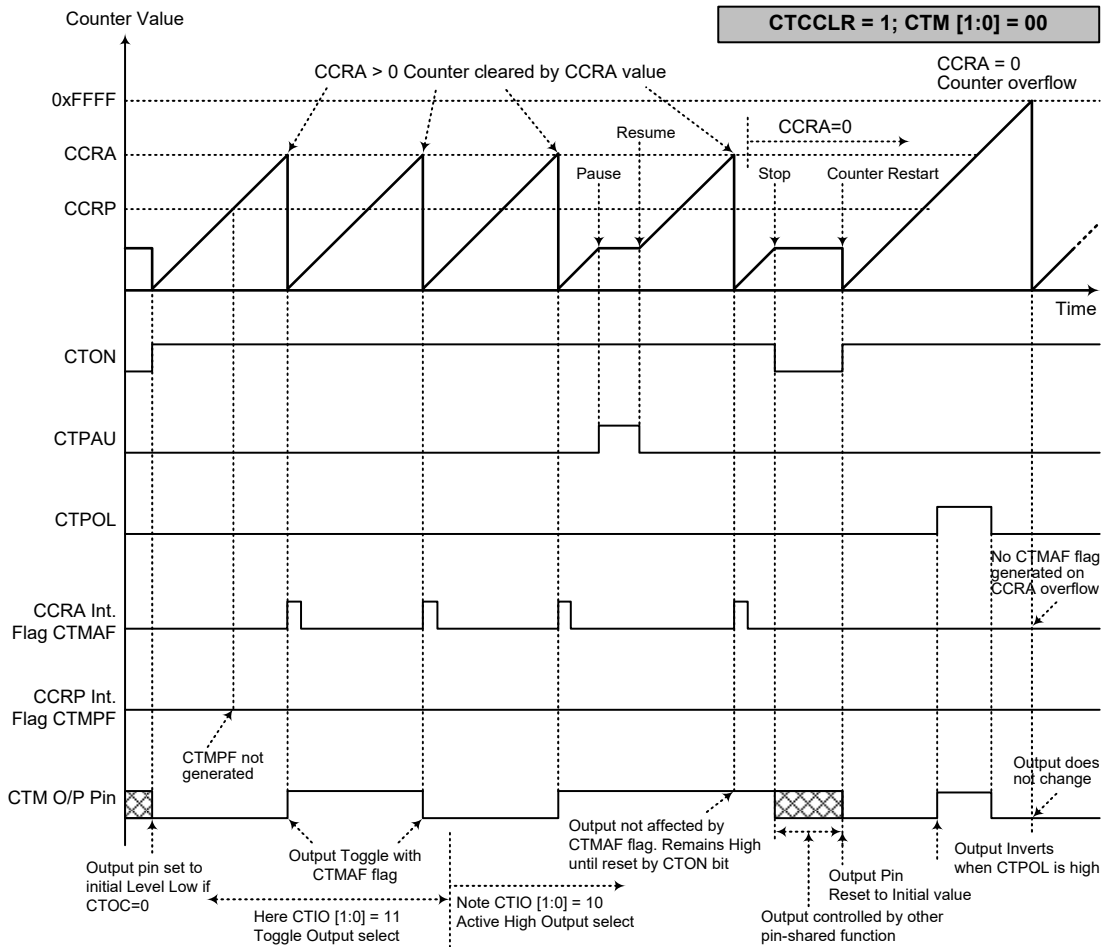 Counter Value
CTCCLR = 1; CTM [1:0] = 00
CCRA > 0 Counter cleared by CCRA value
CCRA = 0
Counter overflow
0xFFFF
CCRA
CCRP
Pause
Resume
CCRA=0
Stop
Counter Restart
Time
CTON
CTPAU
CTPOL
No CTMAF flag
generated on
CCRA overflow
CCRA Int.
Flag CTMAF
CCRP Int.
Flag CTMPF
CTMPF not
generated
CTM O/P Pin
Output does
not change
Output pin set to
initial Level Low if
CTOC=0
Output Toggle with
CTMAF flag
Here CTIO [1:0] = 11
Toggle Output select
Note CTIO [1:0] = 10
Active High Output select
Output not affected by
CTMAF flag. Remains High
until reset by CTON bit
Output Pin
Reset to Initial value
Output controlled by other
pin-shared function
Output Inverts
when CTPOL is high